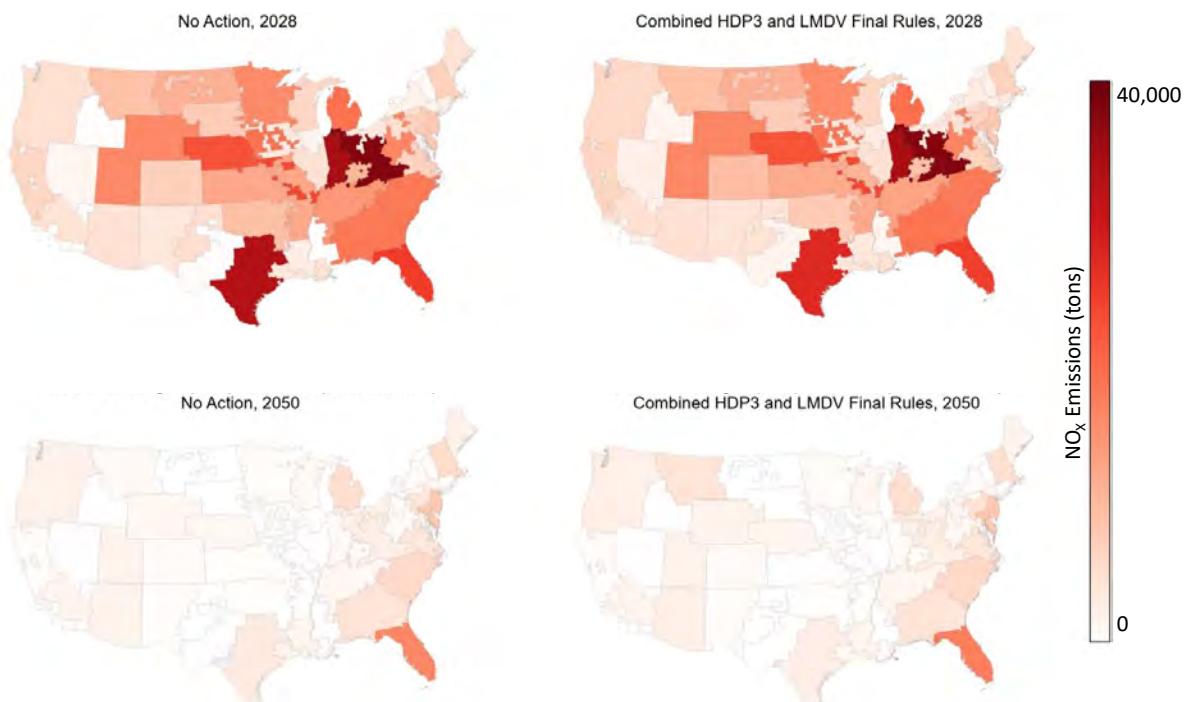 No Action, 2028
Combined HDP3 and LMDV Final Rules, 2028
40,000
NOX Emissions (tons)
0
No Action, 2050
Combined HDP3 and LMDV Final Rules, 2050